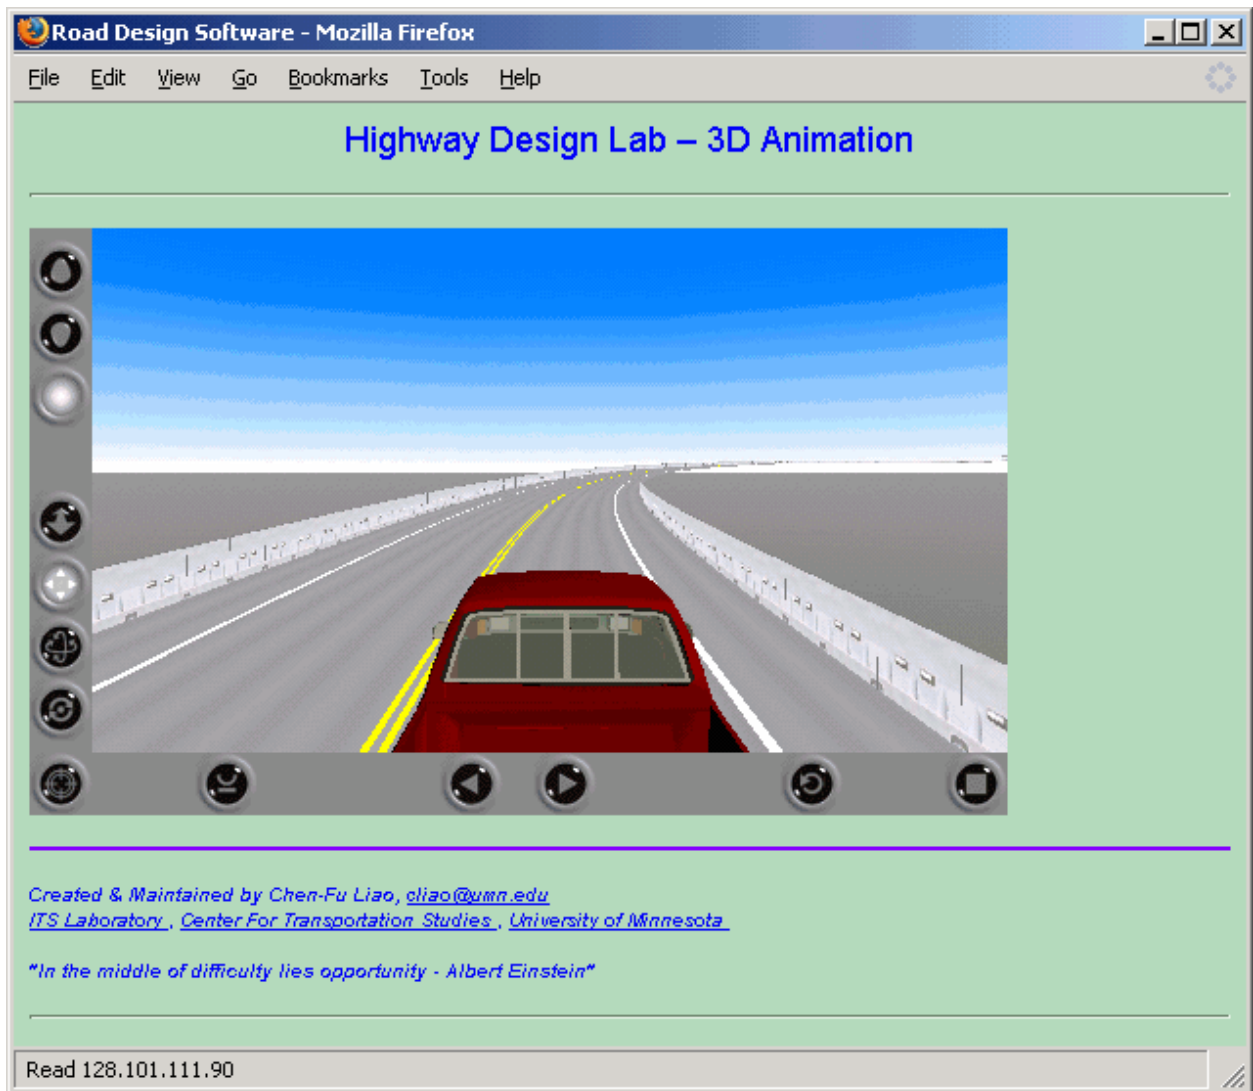 Road Design Software - Mozilla Firefox
File Edit View Go Bookmarks Tools Help
Highway Design Lab – 3D Animation
Created & Maintained by Chen-Fu Liao, cliao@umn.edu
ITS Laboratory , Center For Transportation Studies , University of Minnesota
"In the middle of difficulty lies opportunity - Albert Einstein"
Read 128.101.111.90